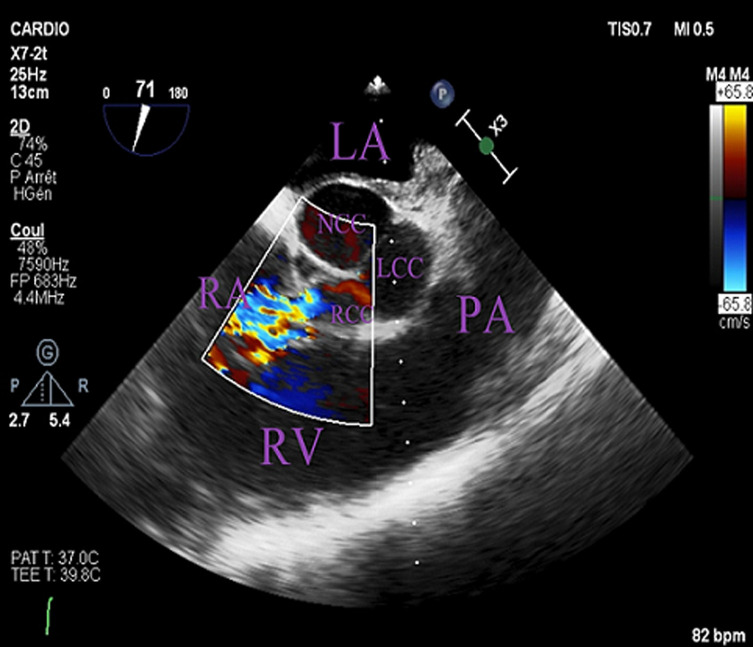 CARDIO
X7-2t
25Hz
13cm
TIS0.7 MI 0.5
M4 M4
+65.8
-65.8
cm/s
0 71 180
P
X3
2D
74%
C 45
P Arrêt
HGén
Coul
48%
7590Hz
FP 683Hz
4.4MHz
G
P R
2.7 5.4
LA
NCC
LCC
RA
RCC
PA
RV
PAT T: 37.0C
TEE T: 39.8C
82 bpm